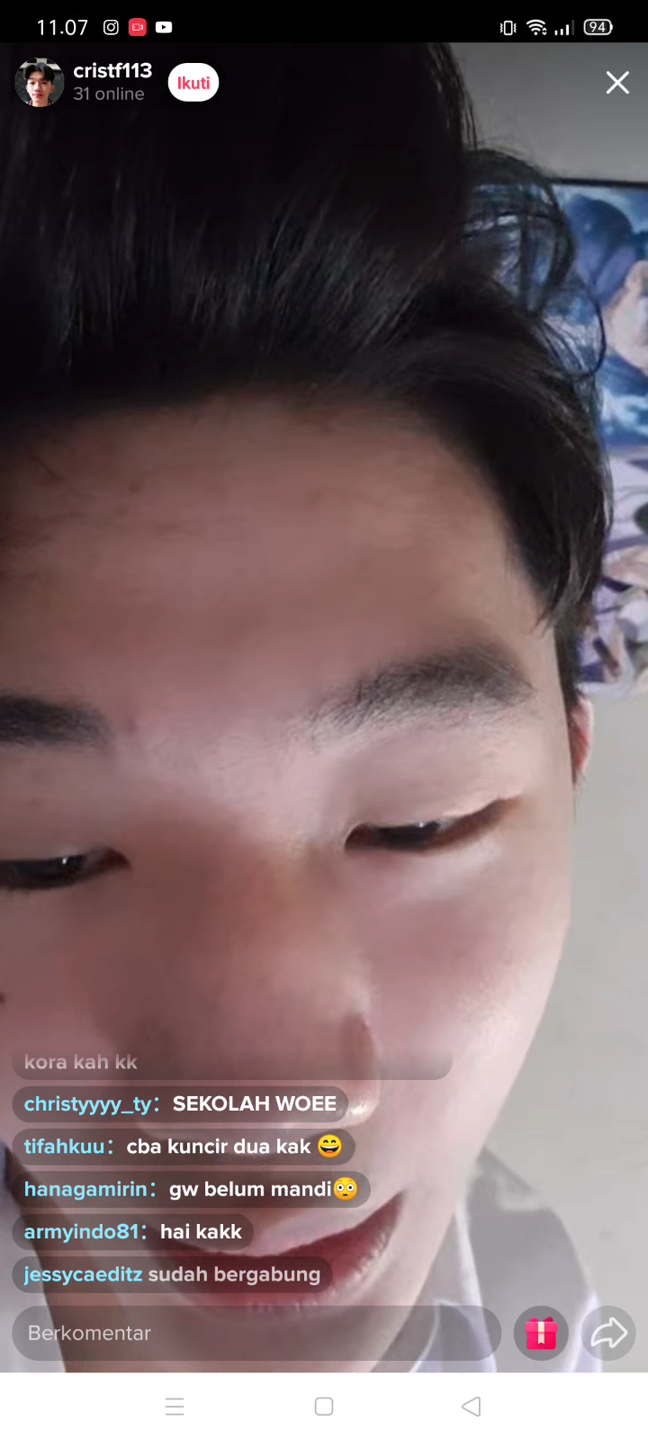 11.07
94
cristf113
31 online
Ikuti
kora kah kk
christyyyy_ty: SEKOLAH WOEE
tifahkuu: cba kuncir dua kak 😄
hanagamirin: gw belum mandi😳
armyindo81: hai kakk
jessycaeditz sudah bergabung
Berkomentar